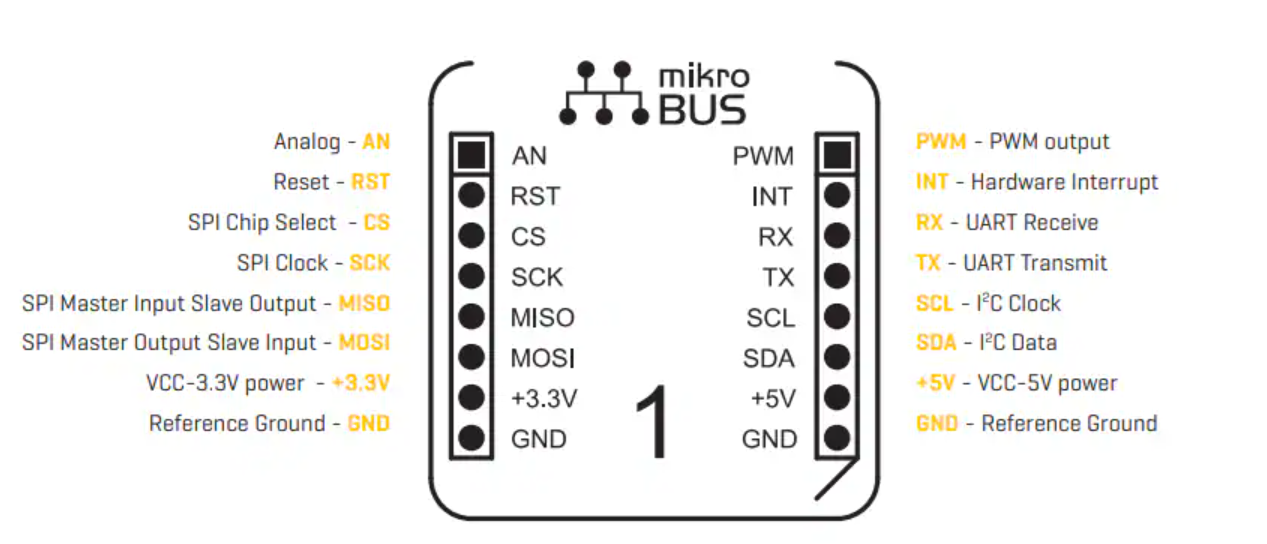 mikro
BUS
Analog - AN
Reset - RST
SPI Chip Select - CS
SPI Clock - SCK
SPI Master Input Slave Output - MISO
SPI Master Output Slave Input - MOSI
VCC-3.3V power - +3.3V
Reference Ground - GND
AN
RST
CS
SCK
MISO
MOSI
+3.3V
GND
1
PWM
INT
RX
TX
SCL
SDA
+5V
GND
PWM - PWM output
INT - Hardware Interrupt
RX - UART Receive
TX - UART Transmit
SCL - I²C Clock
SDA - I²C Data
+5V - VCC-5V power
GND - Reference Ground